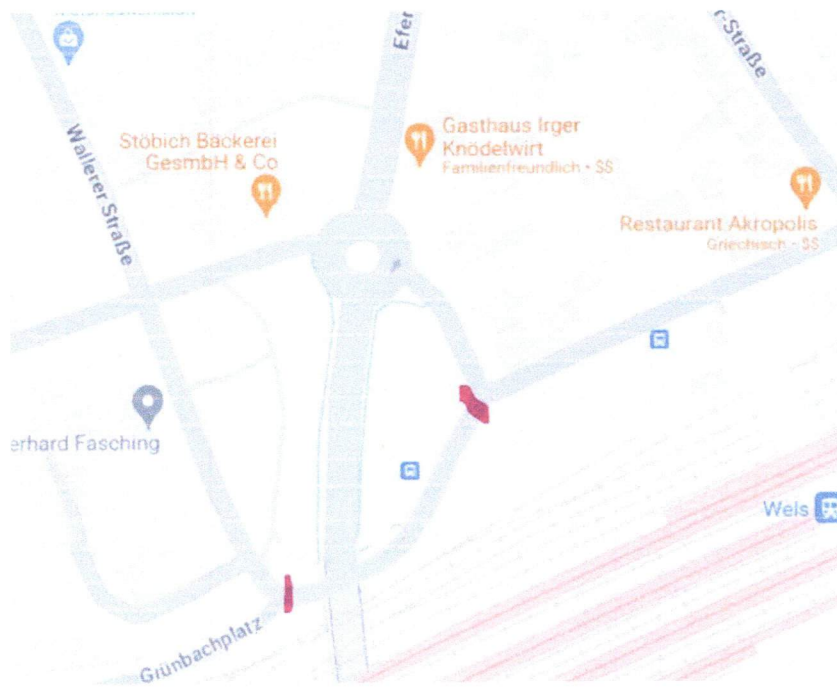 Efer
r-Straße
Wallerer Straße
Stöbich Bäckerei
GesmbH & Co
Gasthaus Irger
Knödelwirt
Familienfreundlich • $$
Restaurant Akropolis
Griechisch • $$
erhard Fasching
Wels
Grünbachplatz